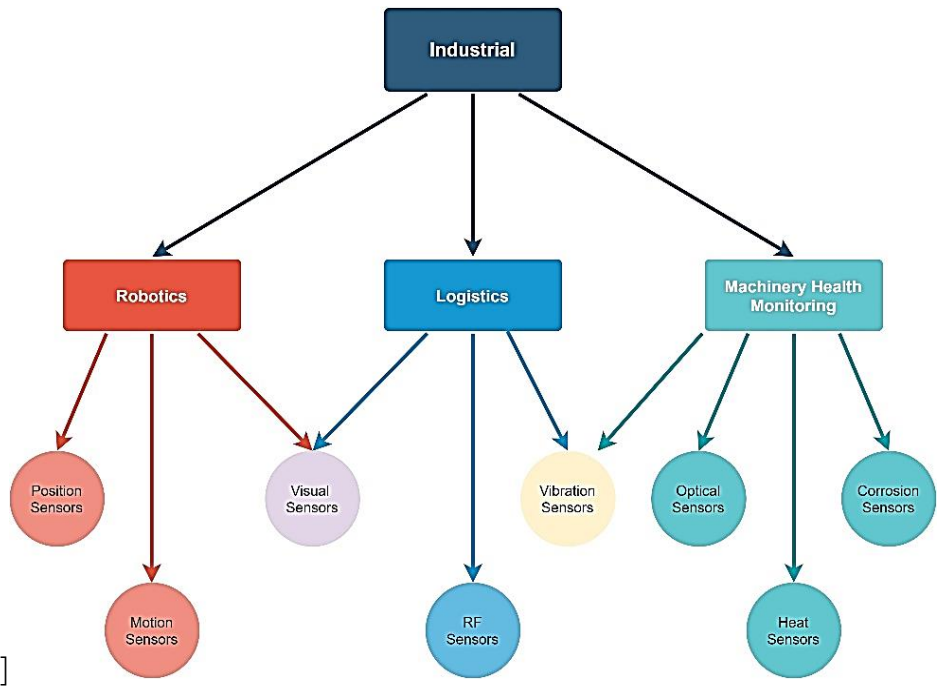 Industrial
Robotics
Logistics
Machinery Health
Monitoring
Position
Sensors
Visual
Sensors
Vibration
Sensors
Optical
Sensors
Corrosion
Sensors
Motion
Sensors
RF
Sensors
Heat
Sensors
]